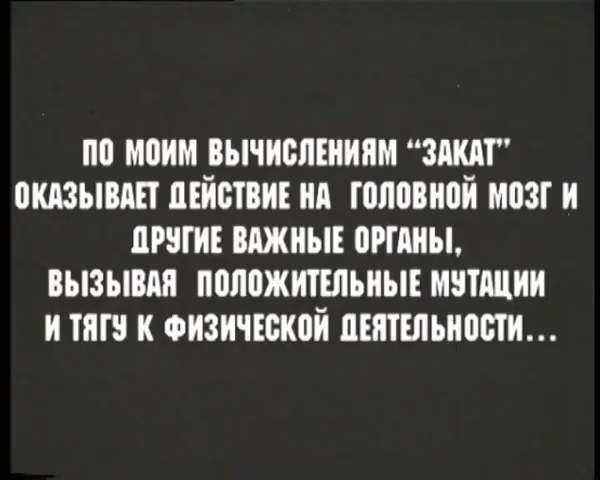 ПО МОИМ ВЫЧИСЛЕНИЯМ "ЗАКАТ"
ОКАЗЫВАЕТ ДЕЙСТВИЕ НА ГОЛОВНОЙ МОЗГ И
ДРУГИЕ ВАЖНЫЕ ОРГАНЫ,
ВЫЗЫВАЯ ПОЛОЖИТЕЛЬНЫЕ МУТАЦИИ
И ТЯГУ К ФИЗИЧЕСКОЙ ДЕЯТЕЛЬНОСТИ...